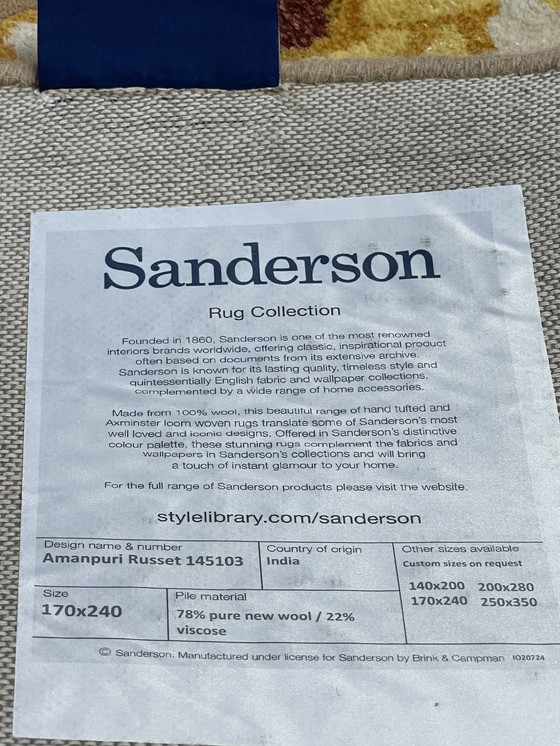 Sanderson
Rug Collection
Founded in 1860, Sanderson is one of the most renowned
interiors brands worldwide, offering classic, inspirational product
often based on documents from its extensive archive.
Sanderson is known for its lasting quality, timeless style and
quintessentially English fabric and wallpaper collections,
complemented by a wide range of home accessories.
Made from 100% wool, this beautiful range of hand tufted and
Axminster loom woven rugs translate some of Sanderson's most
well loved and iconic designs. Offered in Sanderson's distinctive
colour palette, these stunning rugs complement the fabrics and
wallpapers in Sanderson's collections and will bring
a touch of instant glamour to your home.
For the full range of Sanderson products please visit the website.
stylelibrary.com/sanderson
Design name & number
Amanpuri Russet 145103
Country of origin
India
Other sizes available
Custom sizes on request
140x200 200x280
170x240 250x350
Size
170x240
Pile material
78% pure new wool / 22%
viscose
© Sanderson. Manufactured under license for Sanderson by Brink & Campman IO20724